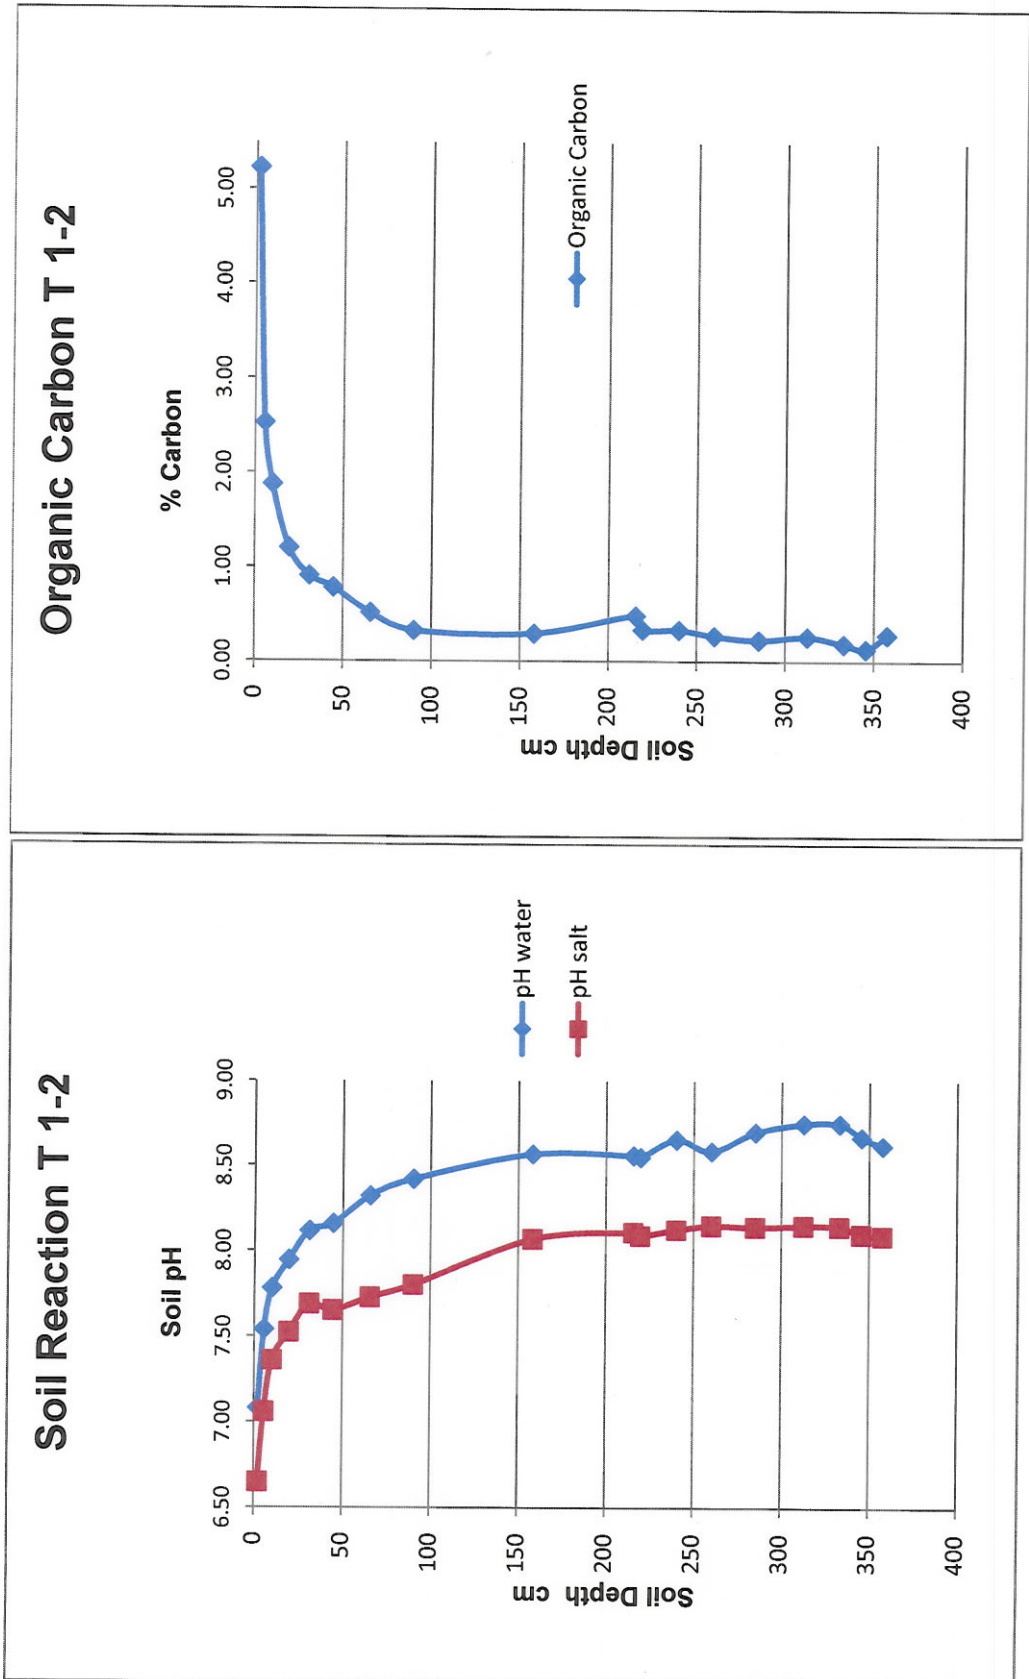 Soil Reaction T 1-2
Soil pH
6.50 7.00 7.50 8.00 8.50 9.00
0
50
100
150
200
250
300
350
400
Soil Depth cm
pH water
pH salt
Organic Carbon T 1-2
% Carbon
0.00 1.00 2.00 3.00 4.00 5.00
0
50
100
150
200
250
300
350
400
Soil Depth cm
Organic Carbon